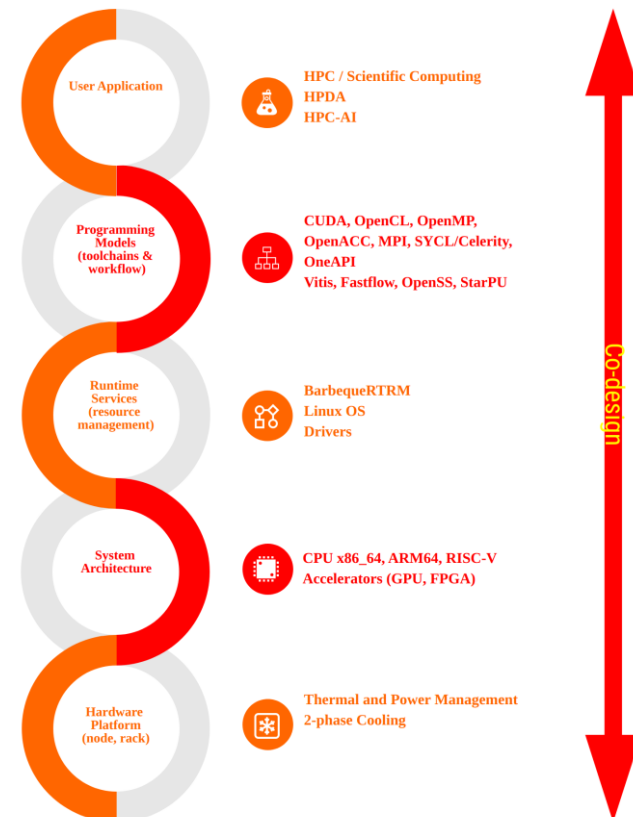 User Application
HPC / Scientific Computing
HPDA
HPC-AI
Programming
Models
(toolchains &
workflow)
CUDA, OpenCL, OpenMP,
OpenACC, MPI, SYCL/Celerity,
OneAPI
Vitis, Fastflow, OpenSS, StarPU
Runtime
Services
(resource
management)
BarbequeRTRM
Linux OS
Drivers
System
Architecture
CPU x86_64, ARM64, RISC-V
Accelerators (GPU, FPGA)
Hardware
Platform
(node, rack)
Thermal and Power Management
2-phase Cooling
Co-design